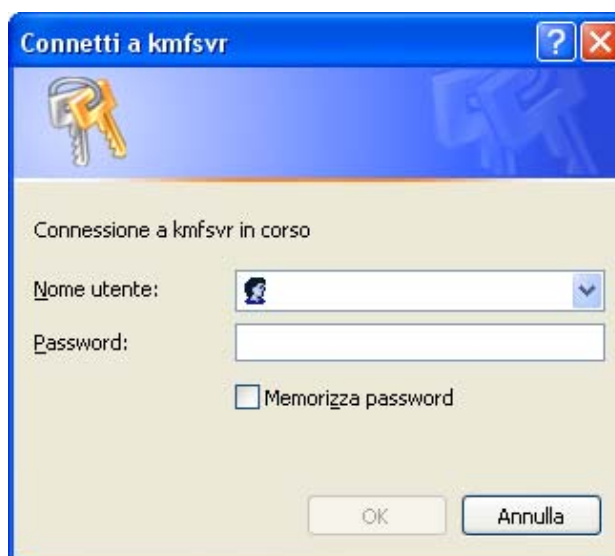 Connetti a kmfsvr
Connessione a kmfsvr in corso
Nome utente:
Password:
Memorizza password
OK
Annulla